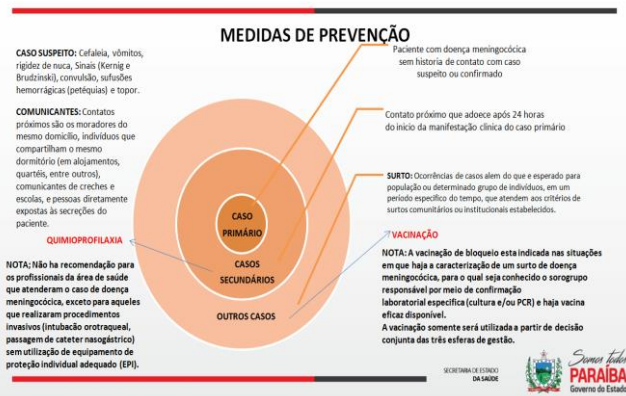 MEDIDAS DE PREVENÇÃO
CASO SUSPEITO: Cefaleia, vômitos,
rigidez de nuca, Sinais (Kernig e
Brudzinski), convulsão, sufusões
hemorrágicas (petéquias) e topor.
COMUNICANTES: Contatos
próximos são os moradores do
mesmo domicílio, indivíduos que
compartilham o mesmo
dormitório (em alojamentos,
quartéis, entre outros),
comunicantes de creches e
escolas, e pessoas diretamente
expostas às secreções do
paciente.
QUIMIOPROFILAXIA
NOTA; Não ha recomendação para
os profissionais da área de saúde
que atenderam o caso de doença
meningocócica, exceto para aqueles
que realizaram procedimentos
invasivos (intubacão orotraqueal,
passagem de cateter nasogástrico)
sem utilização de equipamento de
proteção individual adequado (EPI).
CASO
PRIMÁRIO
CASOS
SECUNDÁRIOS
OUTROS CASOS
Paciente com doença meningocócica
sem historia de contato com caso
suspeito ou confirmado
Contato próximo que adoece após 24 horas
do inicio da manifestação clinica do caso primário
SURTO: Ocorrências de casos alem do que e esperado para
população ou determinado grupo de indivíduos, em um
período especifico do tempo, que atendem aos critérios de
surtos comunitários ou institucionais estabelecidos.
VACINAÇÃO
NOTA: A vacinação de bloqueio esta indicada nas situações
em que haja a caracterização de um surto de doença
meningocócica, para o qual seja conhecido o sorogrupo
responsável por meio de confirmação
laboratorial especifica (cultura e/ou PCR) e haja vacina
eficaz disponível.
A vacinação somente será utilizada a partir de decisão
conjunta das três esferas de gestão.
SECRETARIA DE ESTADO
DA SAÚDE
Somos todos
PARAÍBA
Governo do Estado